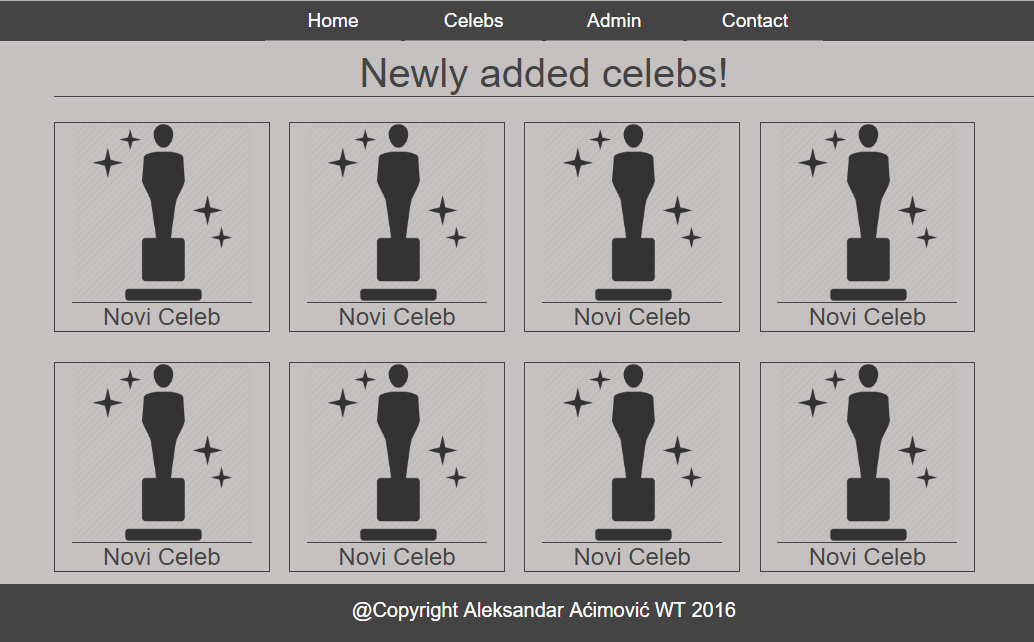 Home Celebs Admin Contact
Newly added celebs!
Novi Celeb Novi Celeb Novi Celeb Novi Celeb
Novi Celeb Novi Celeb Novi Celeb Novi Celeb
@Copyright Aleksandar Aćimović WT 2016